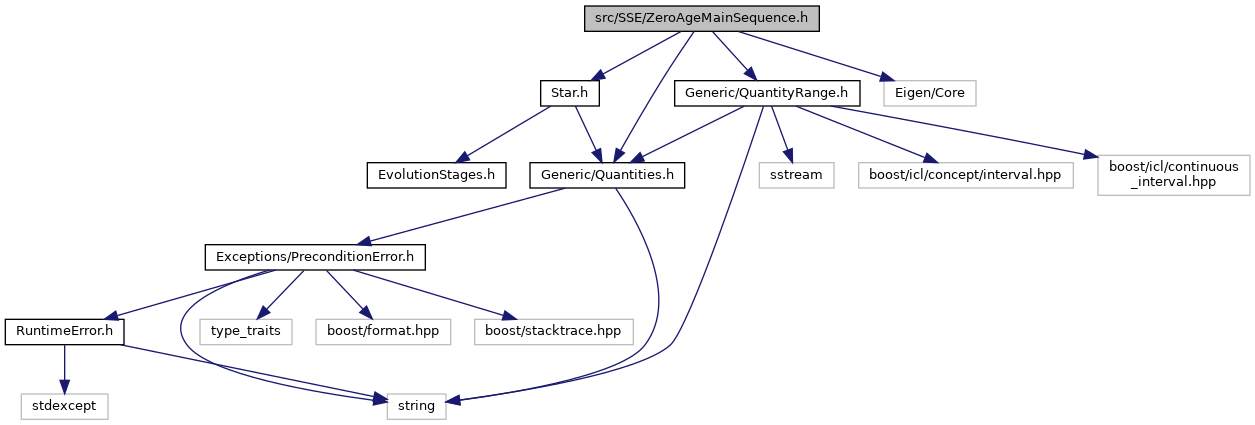 src/SSE/ZeroAgeMainSequence.h
Star.h
Generic/QuantityRange.h
Eigen/Core
EvolutionStages.h
Generic/Quantities.h
sstream
boost/icl/concept/interval.hpp
boost/icl/continuous
_interval.hpp
Exceptions/PreconditionError.h
RuntimeError.h
type_traits
boost/format.hpp
boost/stacktrace.hpp
stdexcept
string